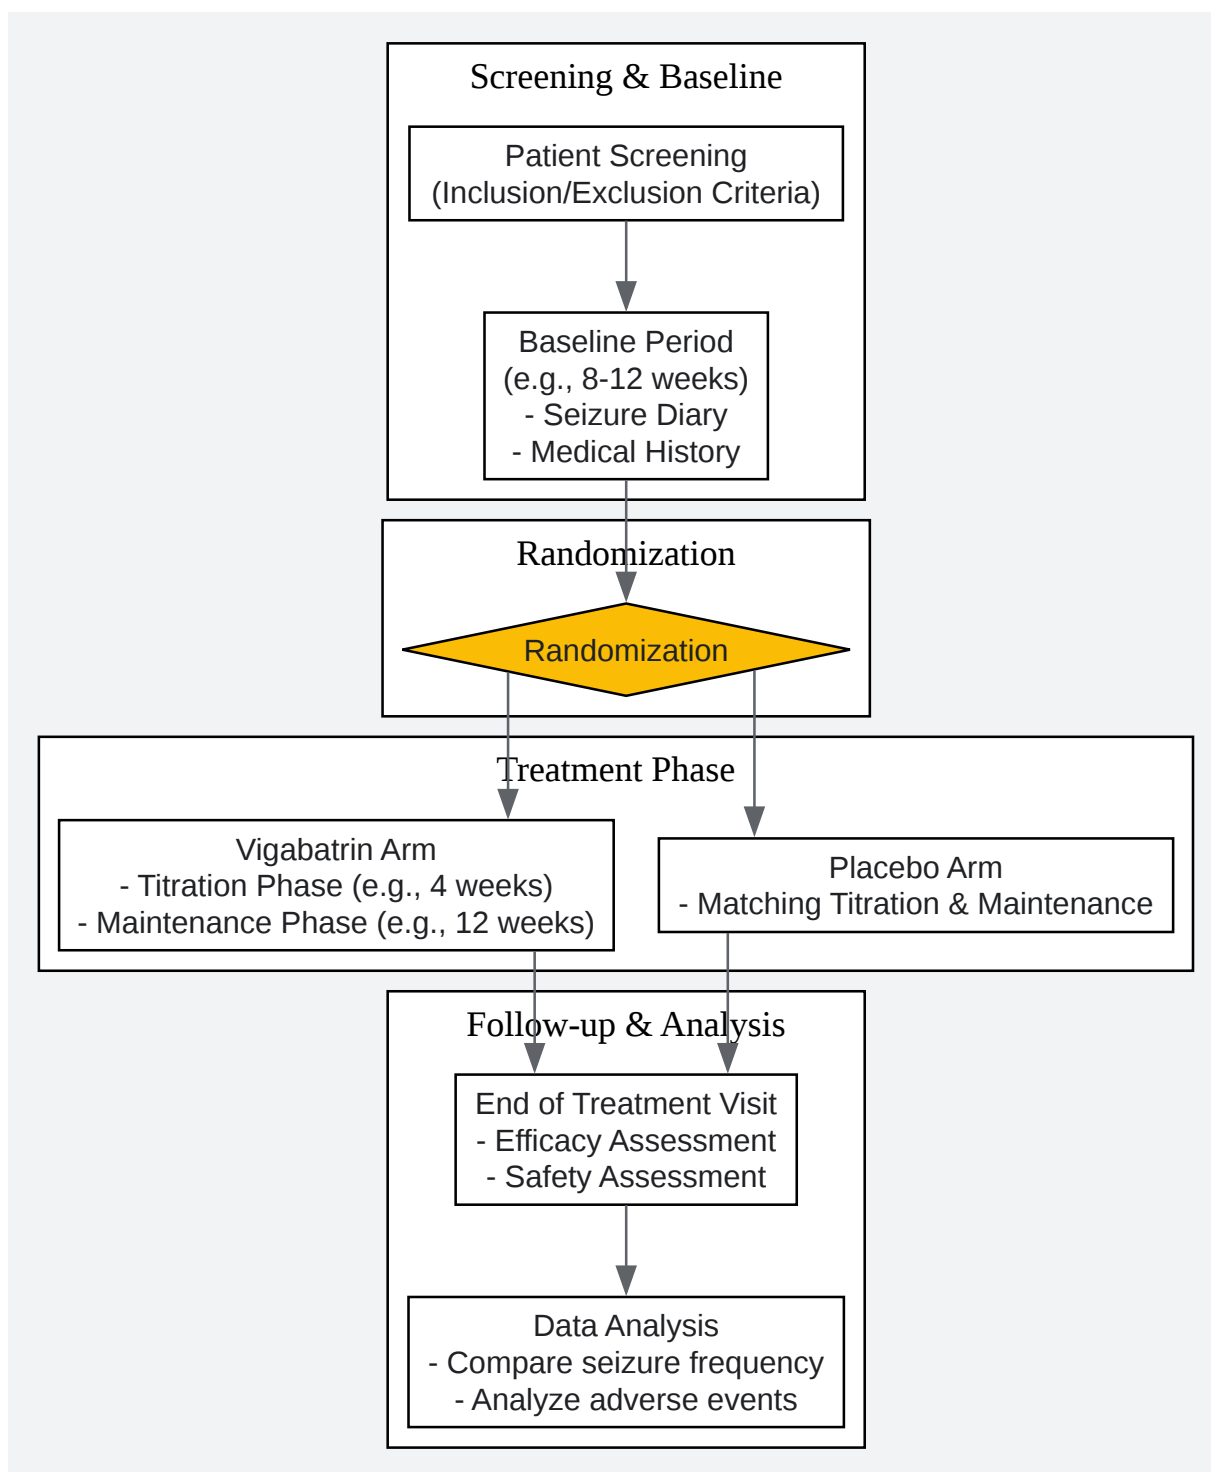 Screening & Baseline
Patient Screening
(Inclusion/Exclusion Criteria)
Baseline Period
(e.g., 8-12 weeks)
- Seizure Diary
- Medical History
Randomization
Randomization
Treatment Phase
Vigabatrin Arm
- Titration Phase (e.g., 4 weeks)
- Maintenance Phase (e.g., 12 weeks)
Placebo Arm
- Matching Titration & Maintenance
Follow-up & Analysis
End of Treatment Visit
- Efficacy Assessment
- Safety Assessment
Data Analysis
- Compare seizure frequency
- Analyze adverse events